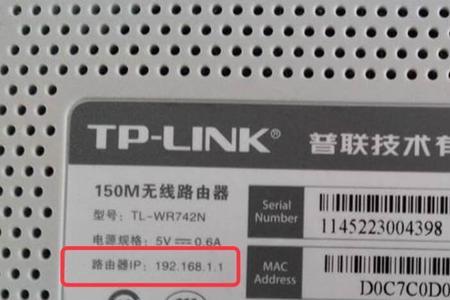 TP-LINK® 普联技术有
150M无线路由器
型号: TL-WR742N
电源规格: 5V⎓0.6A
路由器IP: 192.168.1.1
Serial Number
1145223004398
MAC Address
D0C7C0D0